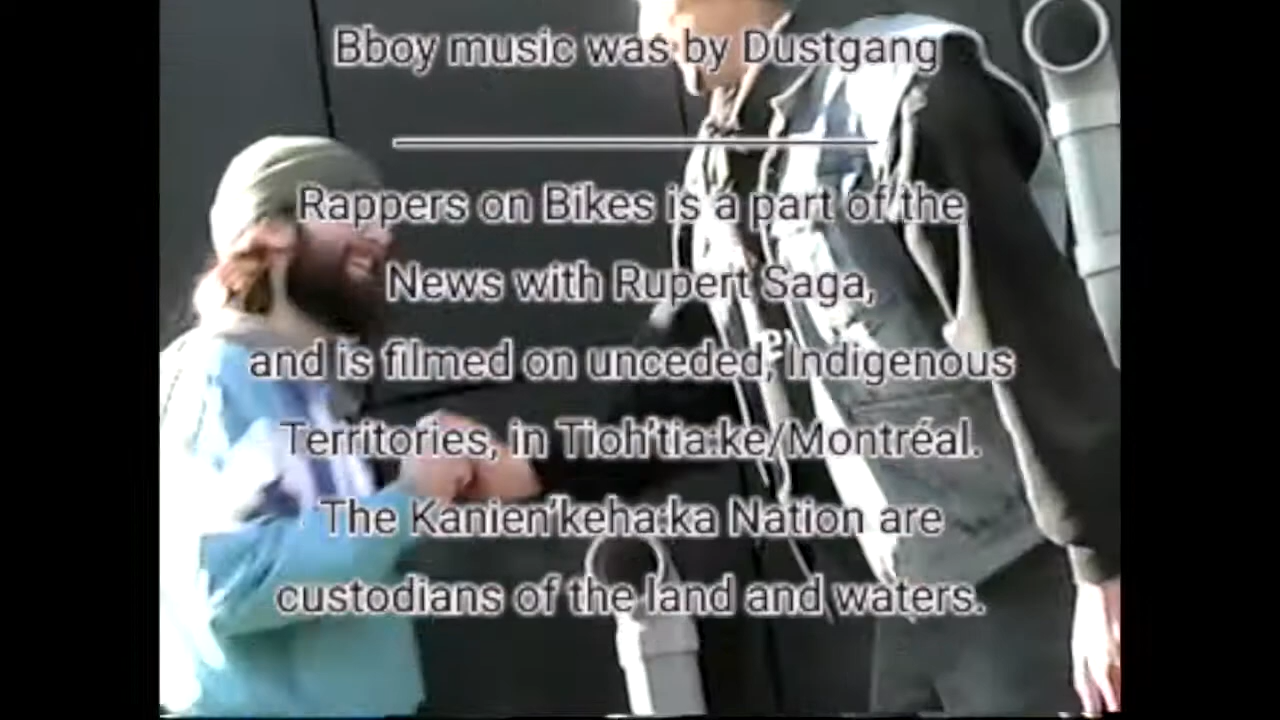 Bboy music was by Dustgang
Rappers on Bikes is a part of the
News with Rupert Saga,
and is filmed on unceded, Indigenous
Territories, in Tioh'tia:ke/Montréal.
The Kanien'keha:ka Nation are
custodians of the land and waters.